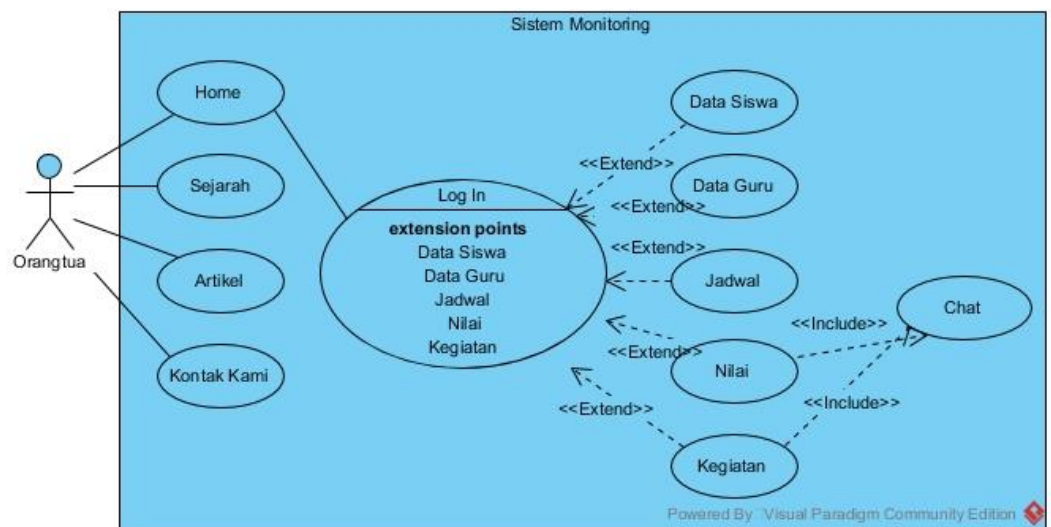 Sistem Monitoring
Home
Sejarah
Artikel
Kontak Kami
Orangtua
Log In
extension points
Data Siswa
Data Guru
Jadwal
Nilai
Kegiatan
<<Extend>>
<<Extend>>
<<Extend>>
<<Extend>>
<<Extend>>
Data Siswa
Data Guru
Jadwal
Nilai
Kegiatan
<<Include>>
<<Include>>
Chat
Powered By Visual Paradigm Community Edition